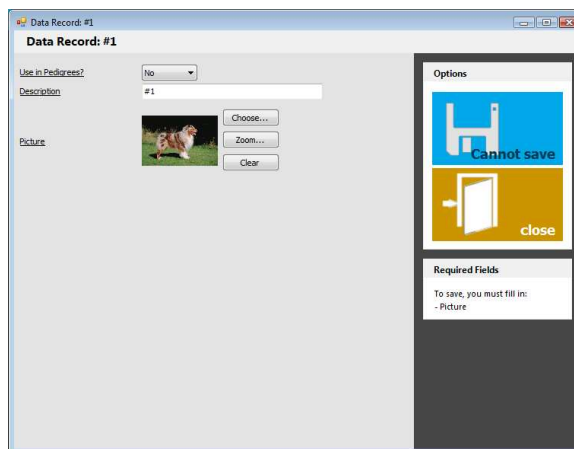 Data Record: #1
Data Record: #1
Use in Pedigrees?
No
Description
#1
Picture
Choose...
Zoom...
Clear
Options
Cannot save
close
Required Fields
To save, you must fill in:
- Picture